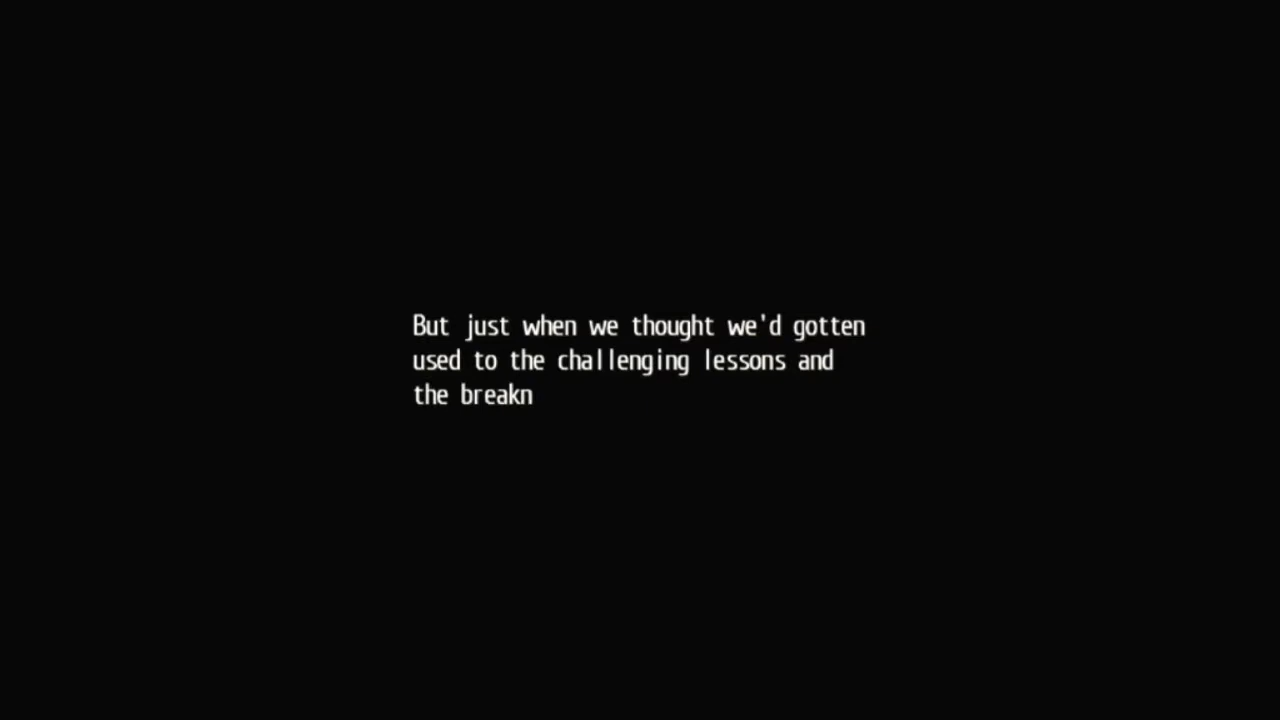 But just when we thought we'd gotten
used to the challenging lessons and
the breakn